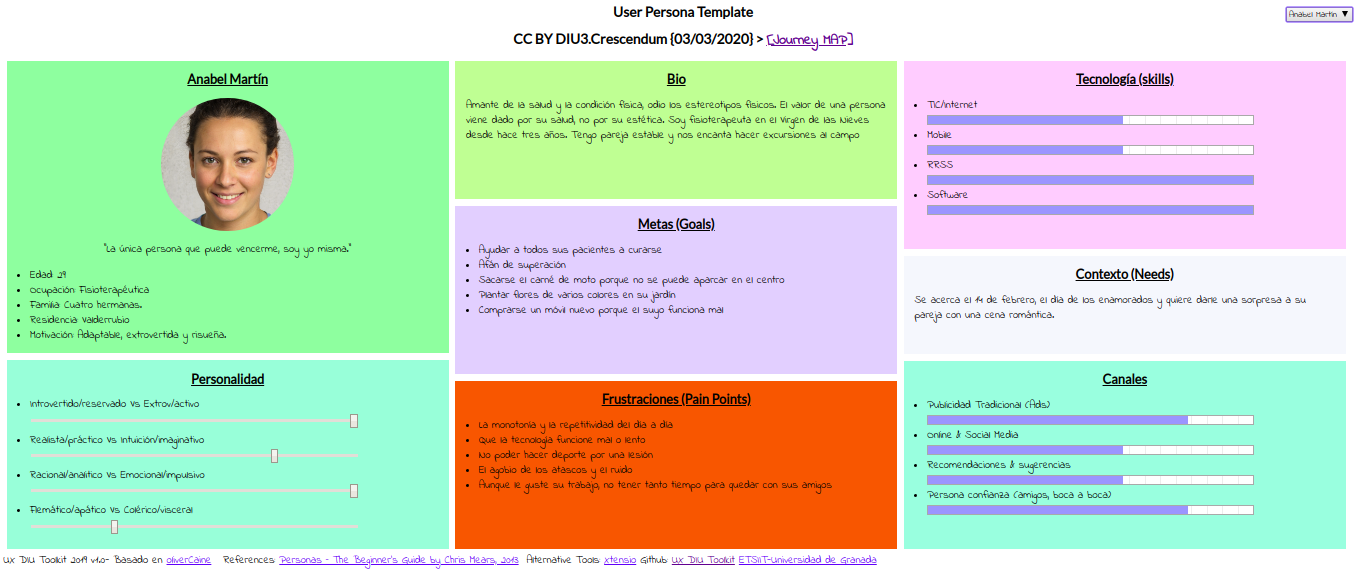 User Persona Template
Anabel Martín ▼
CC BY DIU3.Crescendum {03/03/2020} > [Journey MAP]
Anabel Martín
"La única persona que puede vencerme, soy yo misma."
Edad: 29
Ocupación: Fisioterapéutica
Familia: Cuatro hermanas.
Residencia: Valderrubio
Motivación: Adaptable, extrovertida y risueña.
Personalidad
Introvertido/reservado Vs Extrov/activo
Realista/práctico Vs Intuición/imaginativo
Racional/analítico Vs Emocional/impulsivo
Flemático/apático Vs Colérico/visceral
Bio
Amante de la salud y la condición física, odio los estereotipos físicos. El valor de una persona
viene dado por su salud, no por su estética. Soy fisioterapeuta en el Virgen de las Nieves
desde hace tres años. Tengo pareja estable y nos encanta hacer excursiones al campo
Metas (Goals)
Ayudar a todos sus pacientes a curarse
Afán de superación
Sacarse el carné de moto porque no se puede aparcar en el centro
Plantar flores de varios colores en su jardín
Comprarse un móvil nuevo porque el suyo funciona mal
Frustraciones (Pain Points)
La monotonía y la repetitividad del día a día
Que la tecnología funcione mal o lento
No poder hacer deporte por una lesión
El agobio de los atascos y el ruido
Aunque le guste su trabajo, no tener tanto tiempo para quedar con sus amigos
Tecnología (skills)
TIC/Internet
Mobile
RRSS
Software
Contexto (Needs)
Se acerca el 14 de febrero, el día de los enamorados y quiere darle una sorpresa a su
pareja con una cena romántica.
Canales
Publicidad Tradicional (Ads)
Online & Social Media
Recomendaciones & sugerencias
Persona confianza (amigos, boca a boca)
Ux DIU Toolkit 2019 v1.0- Basado en: oliverCaine References: Personas - The Beginner's Guide by Chris Mears, 2013 Alternative Tools: xtensio Github: Ux DIU Toolkit ETSIIT-Universidad de Granada